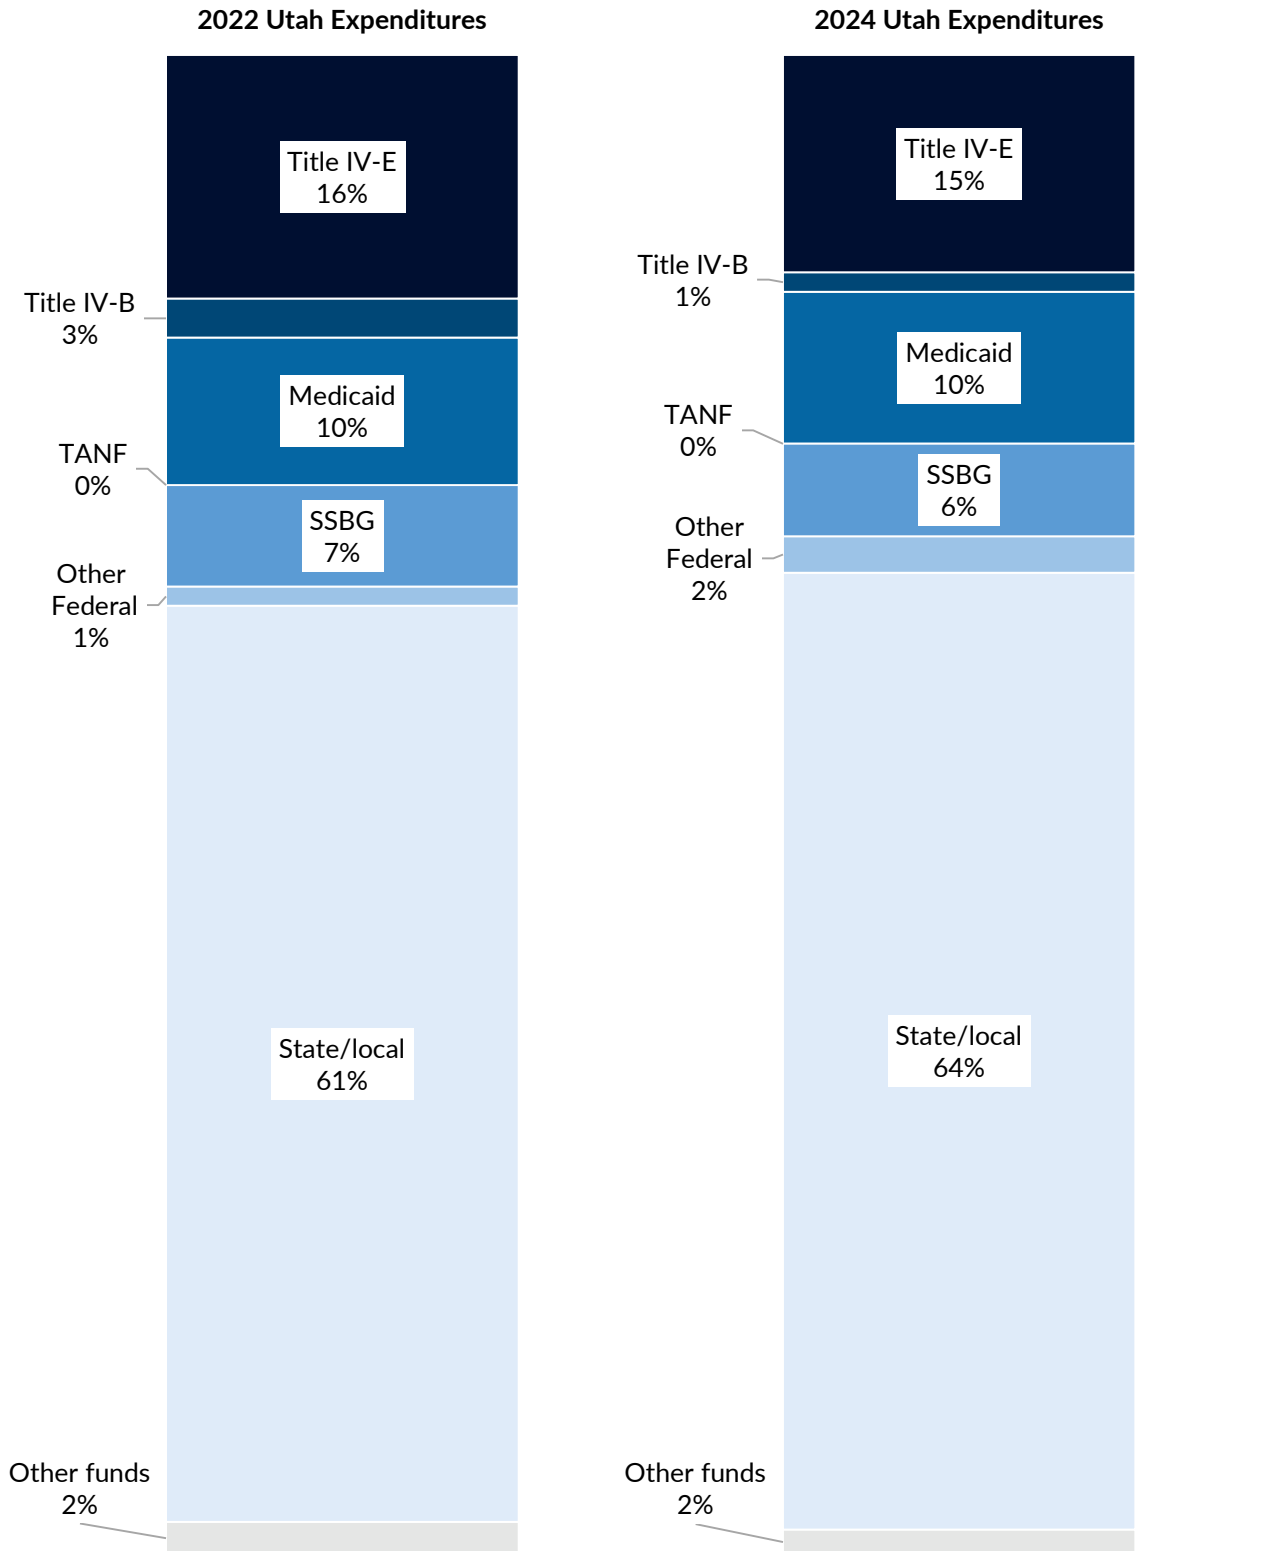 2022 Utah Expenditures
Title IV-E
16%
Title IV-B
3%
Medicaid
10%
TANF
0%
SSBG
7%
Other
Federal
1%
State/local
61%
Other funds
2%
2024 Utah Expenditures
Title IV-E
15%
Title IV-B
1%
Medicaid
10%
TANF
0%
SSBG
6%
Other
Federal
2%
State/local
64%
Other funds
2%